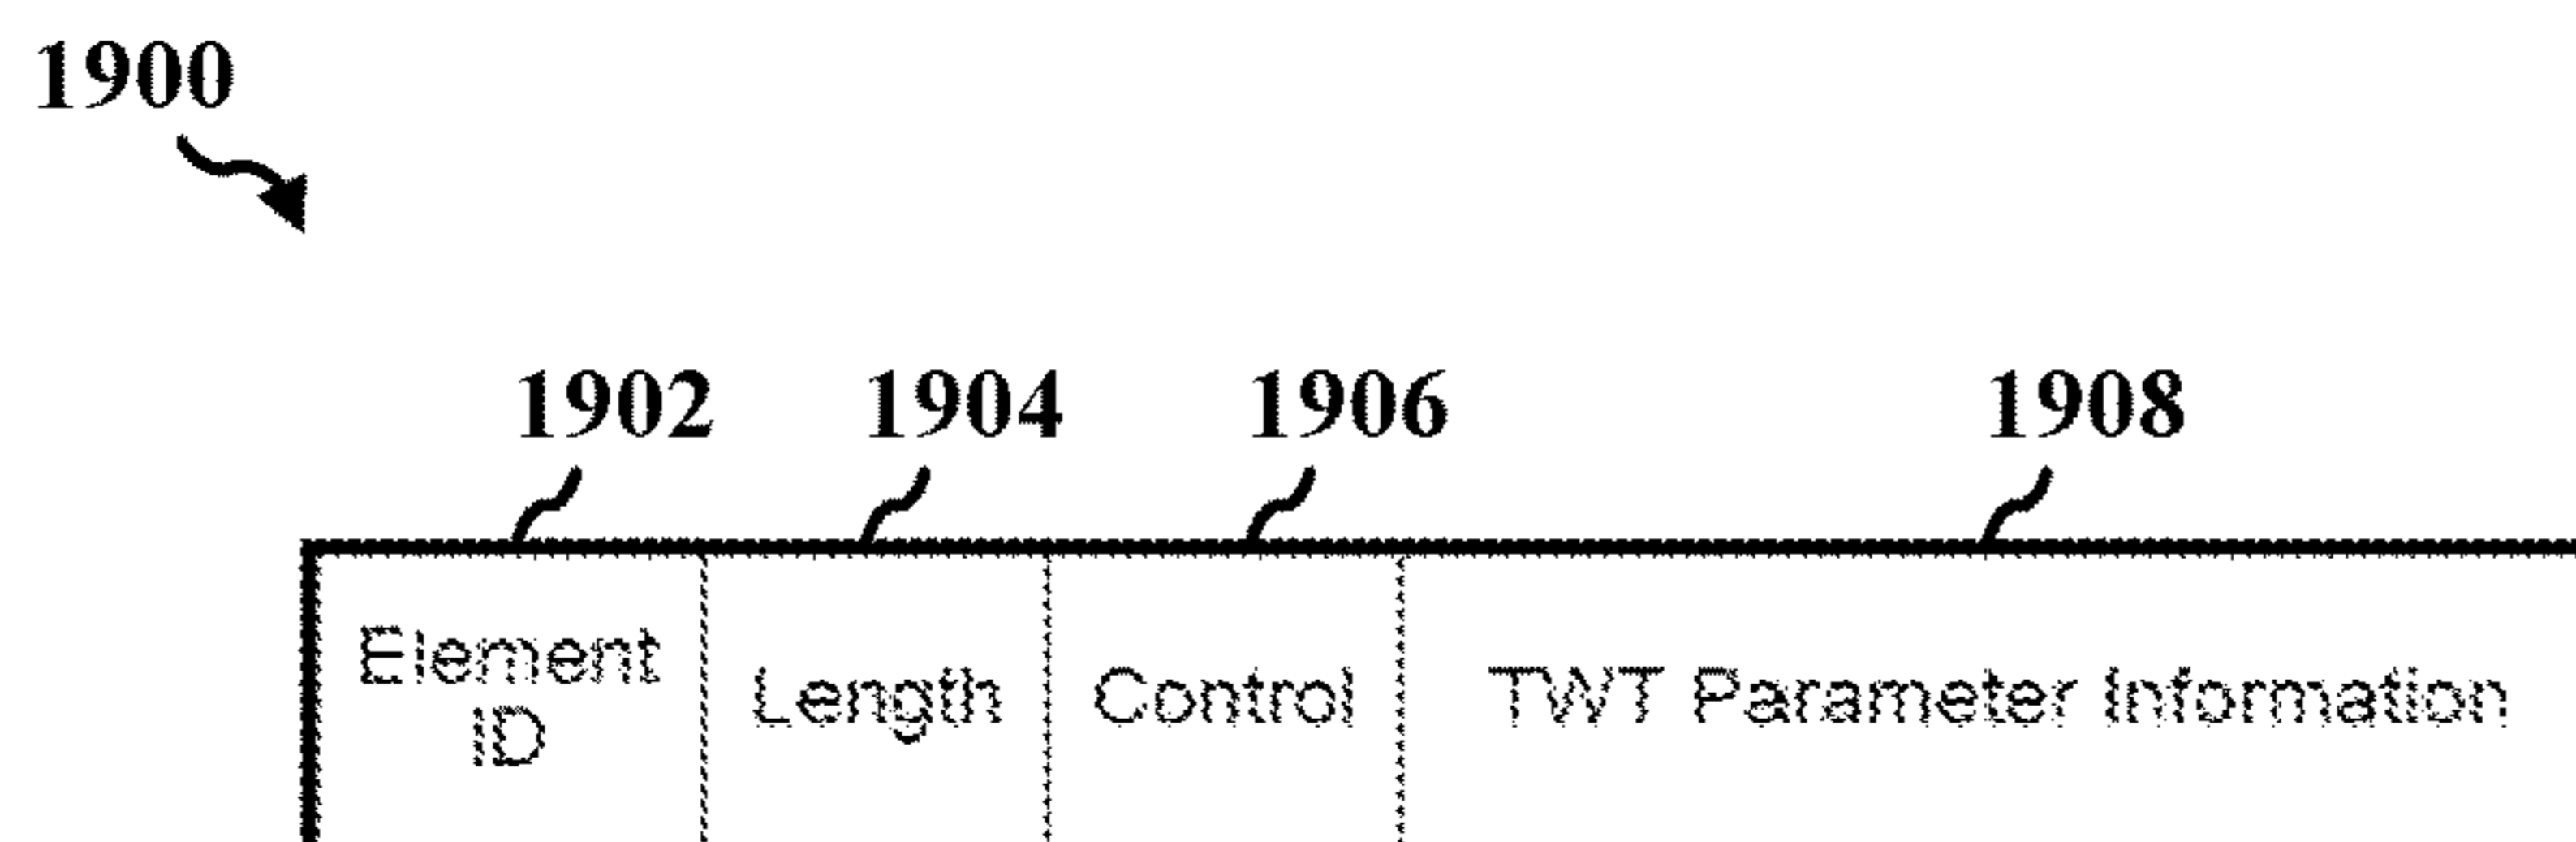 1900
1902 1904 1906 1908
Element ID Length Control TWT Parameter Information